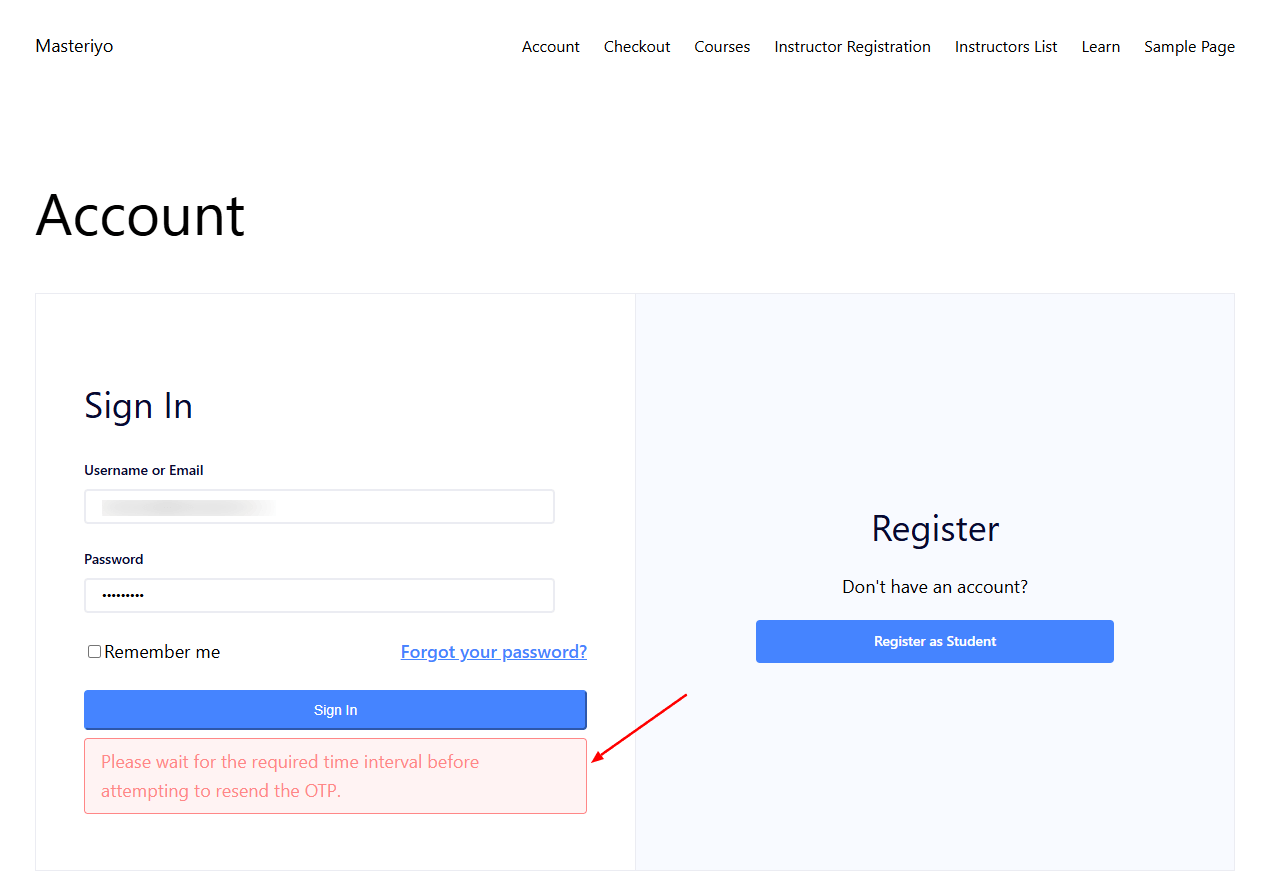 Masteriyo
Account Checkout Courses Instructor Registration Instructors List Learn Sample Page
Account
Sign In
Username or Email
Password
•••••••••
Remember me Forgot your password?
Sign In
Please wait for the required time interval before
attempting to resend the OTP.
Register
Don't have an account?
Register as Student